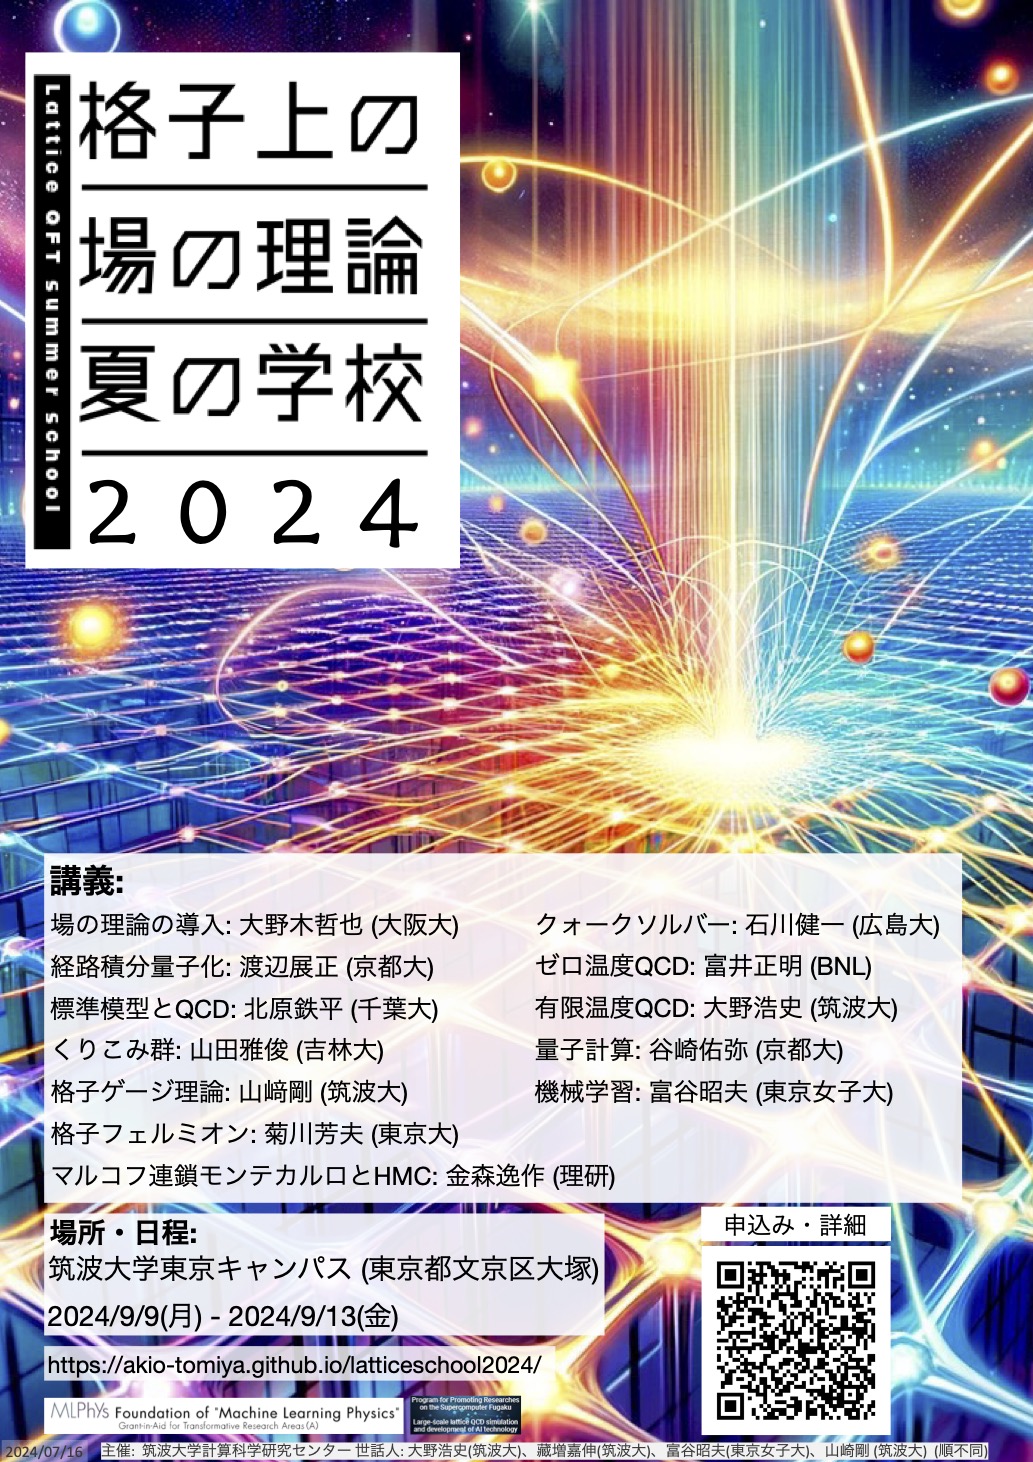 Lattice QFT summer school
格子上の
場の理論
夏の学校
2024
講義:
場の理論の導入: 大野木哲也 (大阪大)
経路積分量子化: 渡辺展正 (京都大)
標準模型とQCD: 北原鉄平 (千葉大)
くりこみ群: 山田雅俊 (吉林大)
格子ゲージ理論: 山﨑剛 (筑波大)
格子フェルミオン: 菊川芳夫 (東京大)
マルコフ連鎖モンテカルロとHMC: 金森逸作 (理研)
クォークソルバー: 石川健一 (広島大)
ゼロ温度QCD: 富井正明 (BNL)
有限温度QCD: 大野浩史 (筑波大)
量子計算: 谷崎佑弥 (京都大)
機械学習: 富谷昭夫 (東京女子大)
場所・日程:
筑波大学東京キャンパス (東京都文京区大塚)
2024/9/9(月) - 2024/9/13(金)
https://akio-tomiya.github.io/latticeschool2024/
申込み・詳細
MLPhys Foundation of "Machine Learning Physics"
Grant-in-Aid for Transformative Research Areas (A)
Program for Promoting Researches
on the Supercomputer Fugaku
Large-scale lattice QCD simulation
and development of AI technology
2024/07/16
主催: 筑波大学計算科学研究センター 世話人: 大野浩史(筑波大)、藏増嘉伸(筑波大)、富谷昭夫(東京女子大)、山崎剛 (筑波大) (順不同)